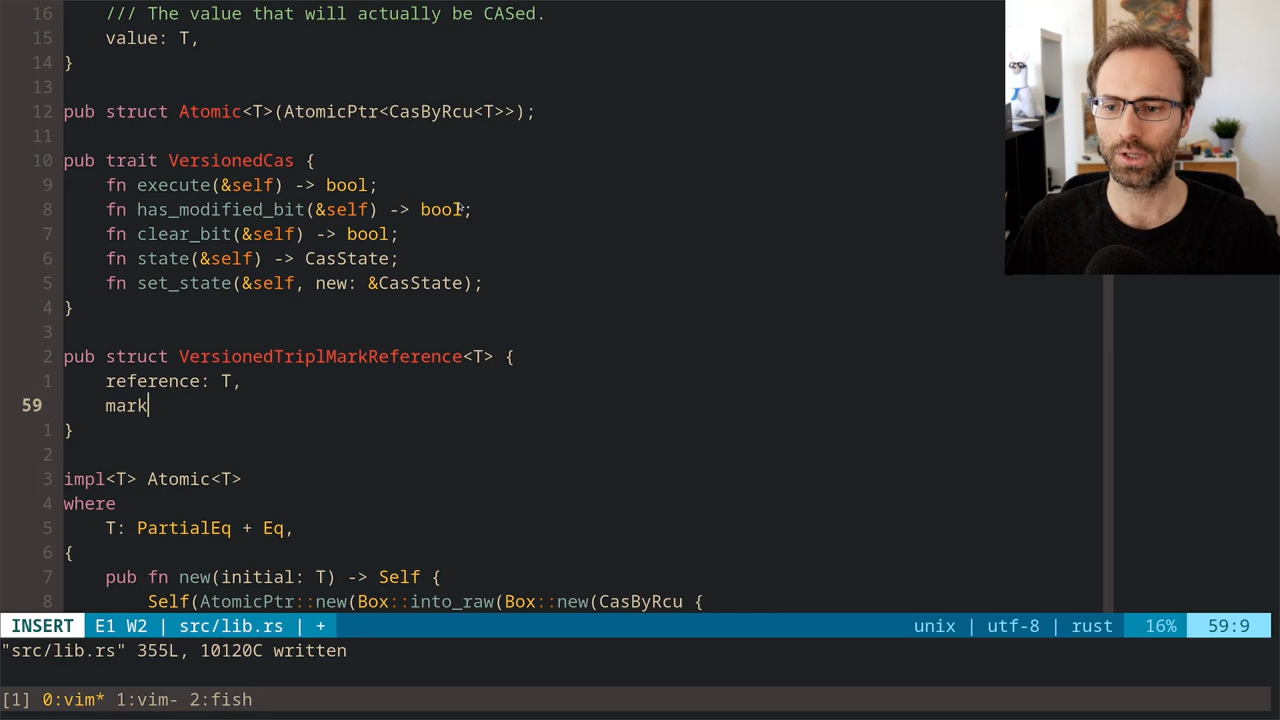 16 /// The value that will actually be CASed.
15 value: T,
14 }
13
12 pub struct Atomic<T>(AtomicPtr<CasByRcu<T>>);
11
10 pub trait VersionedCas {
9 fn execute(&self) -> bool;
8 fn has_modified_bit(&self) -> bool;
7 fn clear_bit(&self) -> bool;
6 fn state(&self) -> CasState;
5 fn set_state(&self, new: &CasState);
4 }
3
2 pub struct VersionedTriplMarkReference<T> {
1 reference: T,
59 mark
1 }
2
3 impl<T> Atomic<T>
4 where
5 T: PartialEq + Eq,
6 {
7 pub fn new(initial: T) -> Self {
8 Self(AtomicPtr::new(Box::into_raw(Box::new(CasByRcu {
INSERT E1 W2 | src/lib.rs | + unix | utf-8 | rust 16% 59:9
"src/lib.rs" 355L, 10120C written
[1] 0:vim* 1:vim- 2:fish